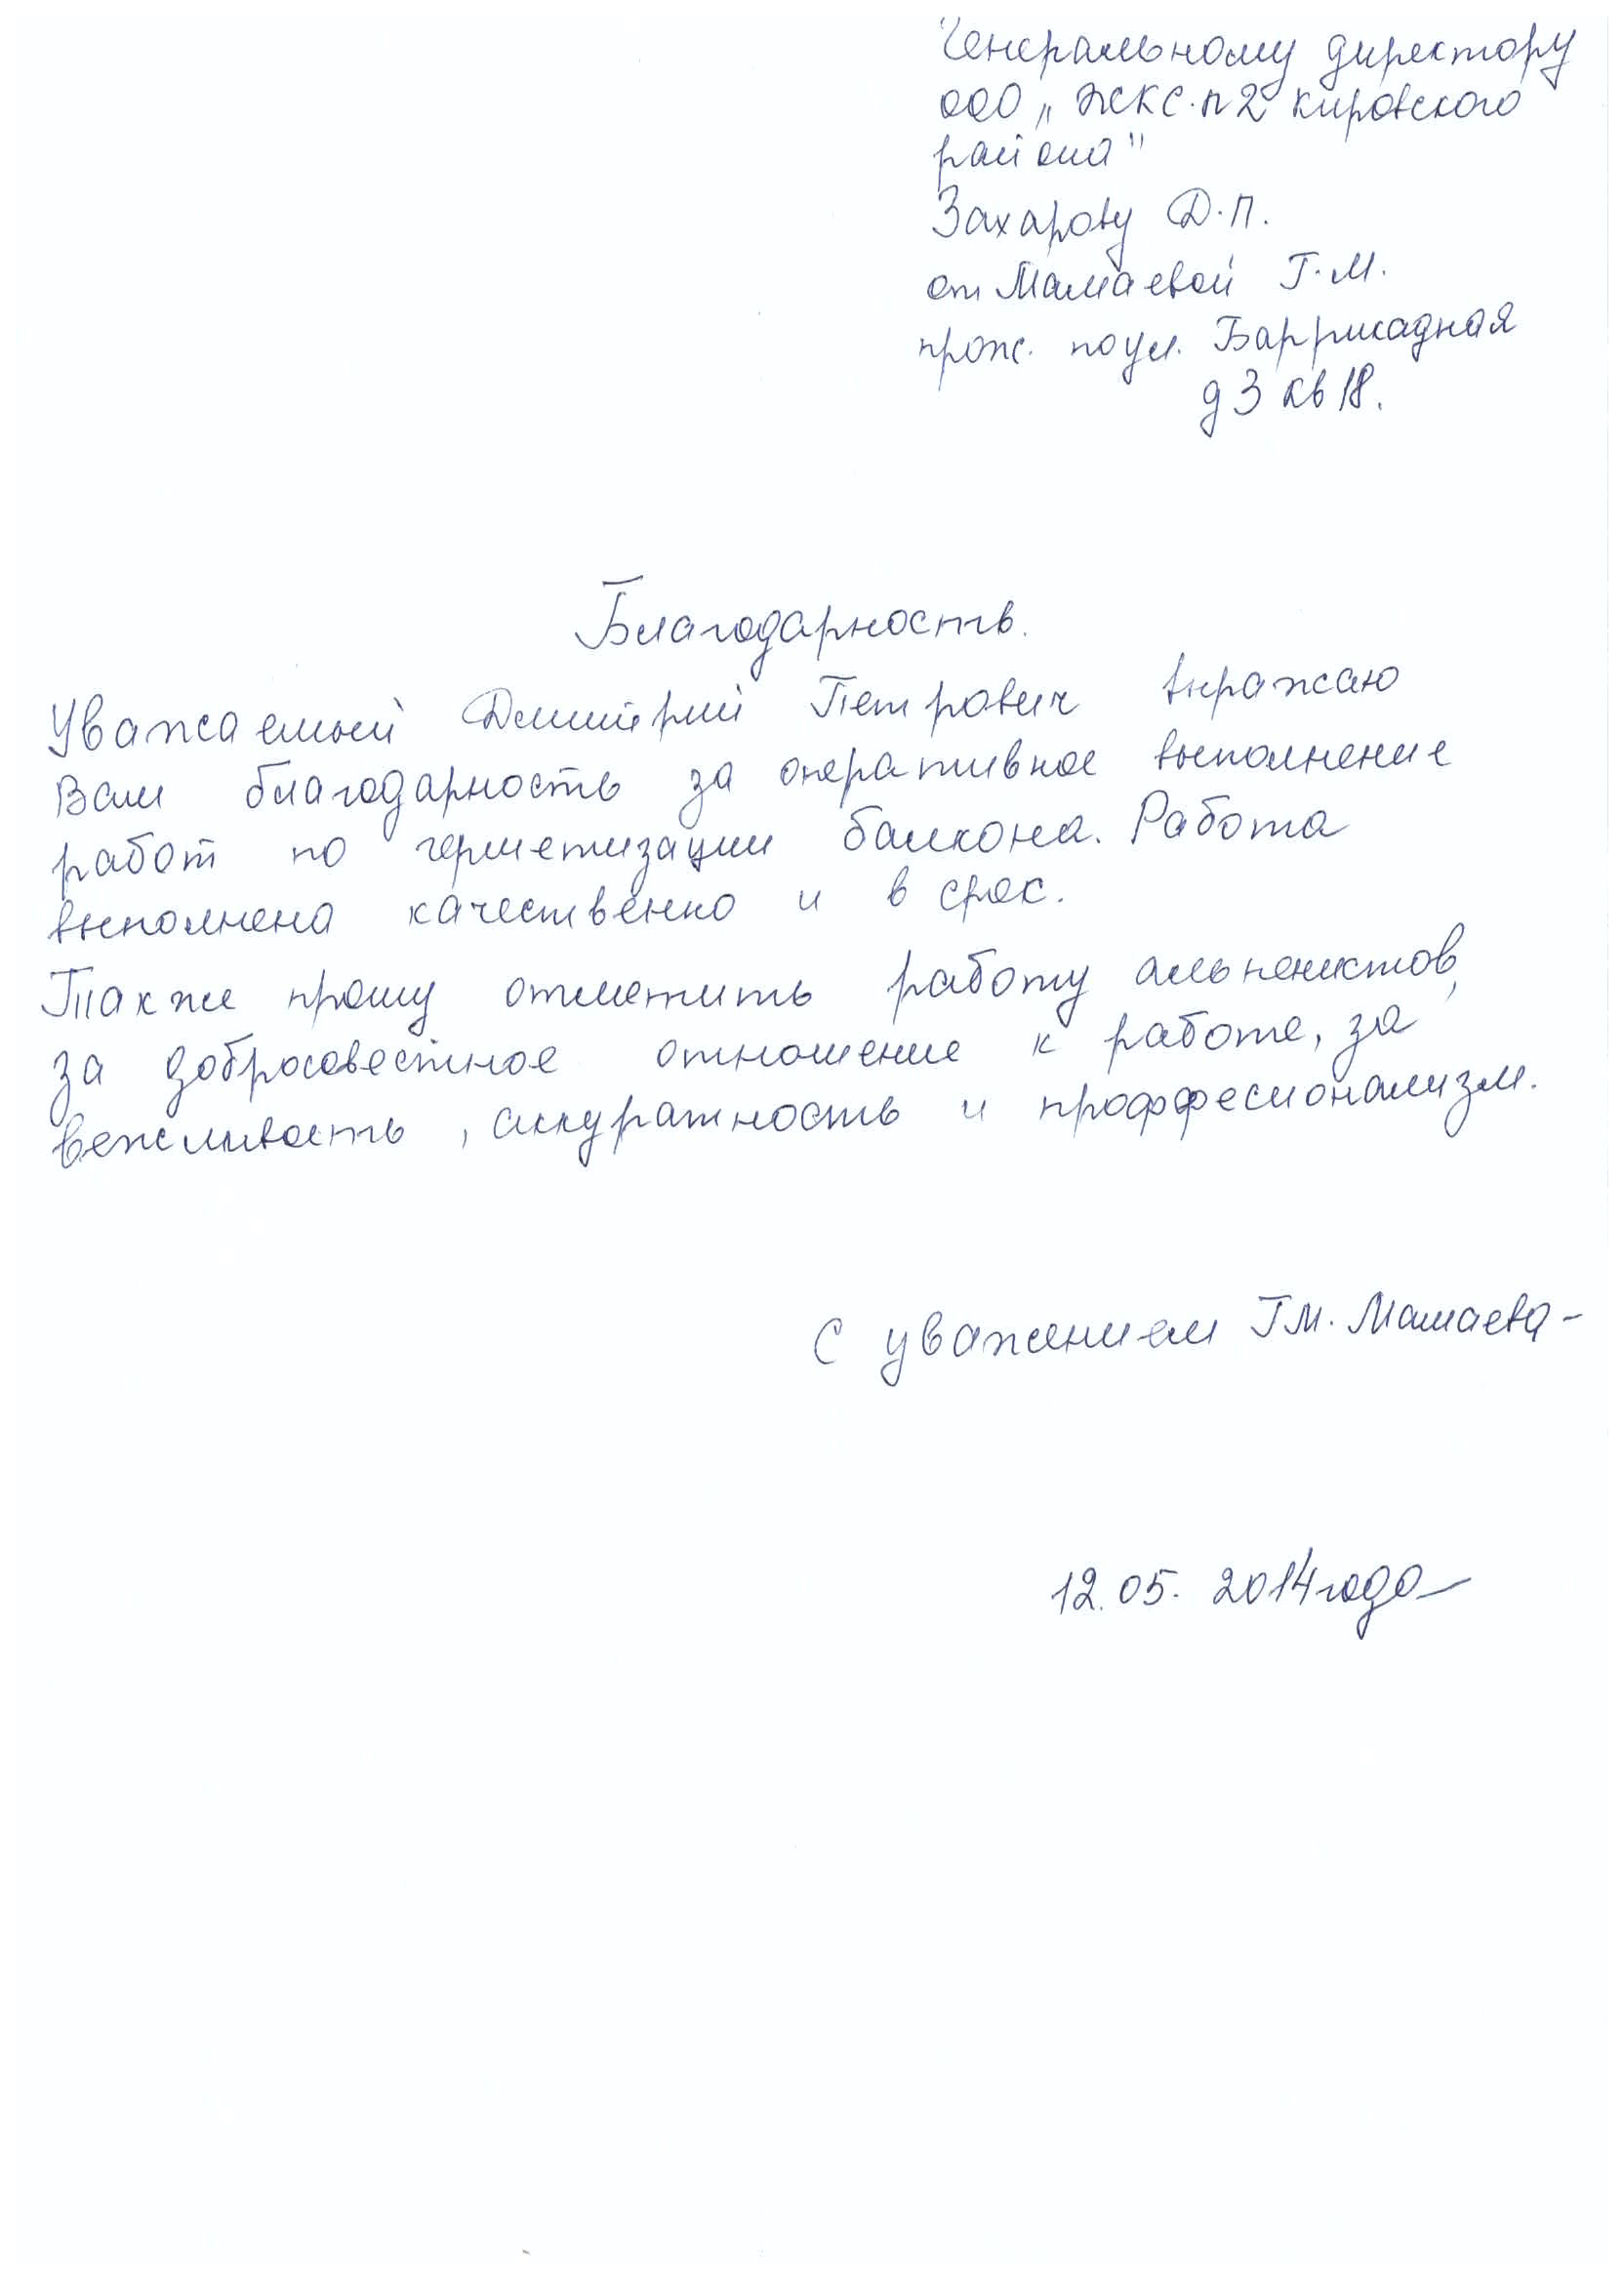 Генеральному директору
ООО „ЖКС.п 2 Кировского
района"
Захарову Д.П.
от Мамаевой Г.М.
прож. по ул. Баррикадная
д 3 кв 18.
Благодарность.
Уважаемый Дмитрий Петрович выражаю
Вам благодарность за оперативное выполнение
работ по герметизации балкона. Работа
выполнена качественно и в срок.
Также прошу отметить работу альпенистов,
за добросовестное отношение к работе, за
вежливость, аккуратность и проффесионализм.
С уважением Г.М. Мамаева-
12.05. 2014 года